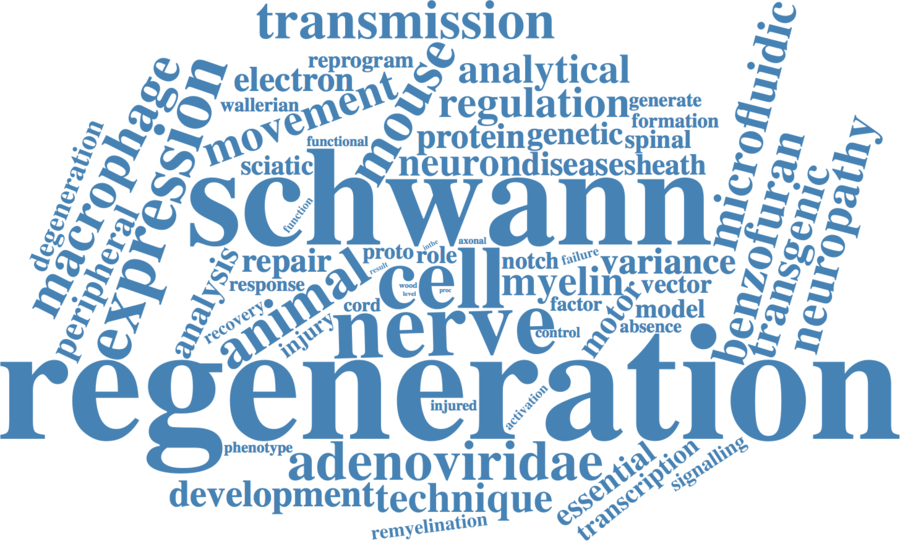 transmission
microfluidic
reprogram
mouse
electron
analytical
macrophage
expression
movement
wallerian
regulation
generate
formation
functional
protein
genetic
spinal
degeneration
sciatic
neuron
disease
sheath
schwann
benzofuran
transgenic
neuropathy
peripheral
function
axonal
inthe
analysis
repair
proto
role
notch
failure
variance
animal
result
cell
wood
level
proc
myelin
vector
response
recovery
injury
cord
nerve
factor
motor
model
control
absence
regeneration
injured
activation
phenotype
adenoviridae
essential
transcription
signalling
development
technique
remyelination